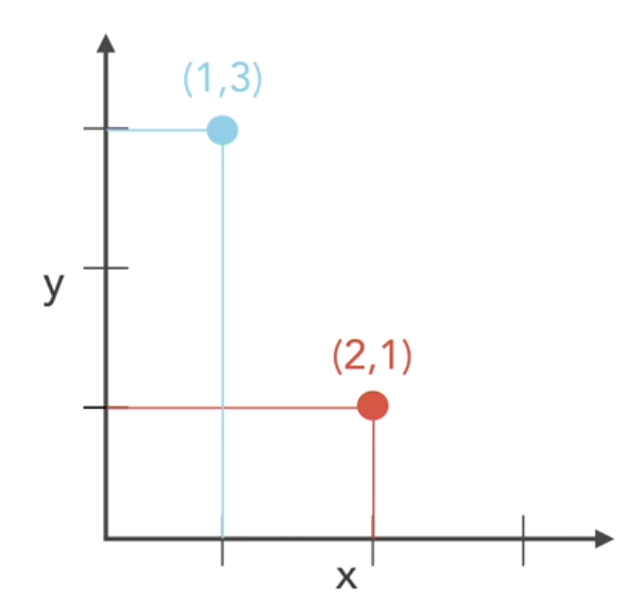 (1,3)
y
(2,1)
x